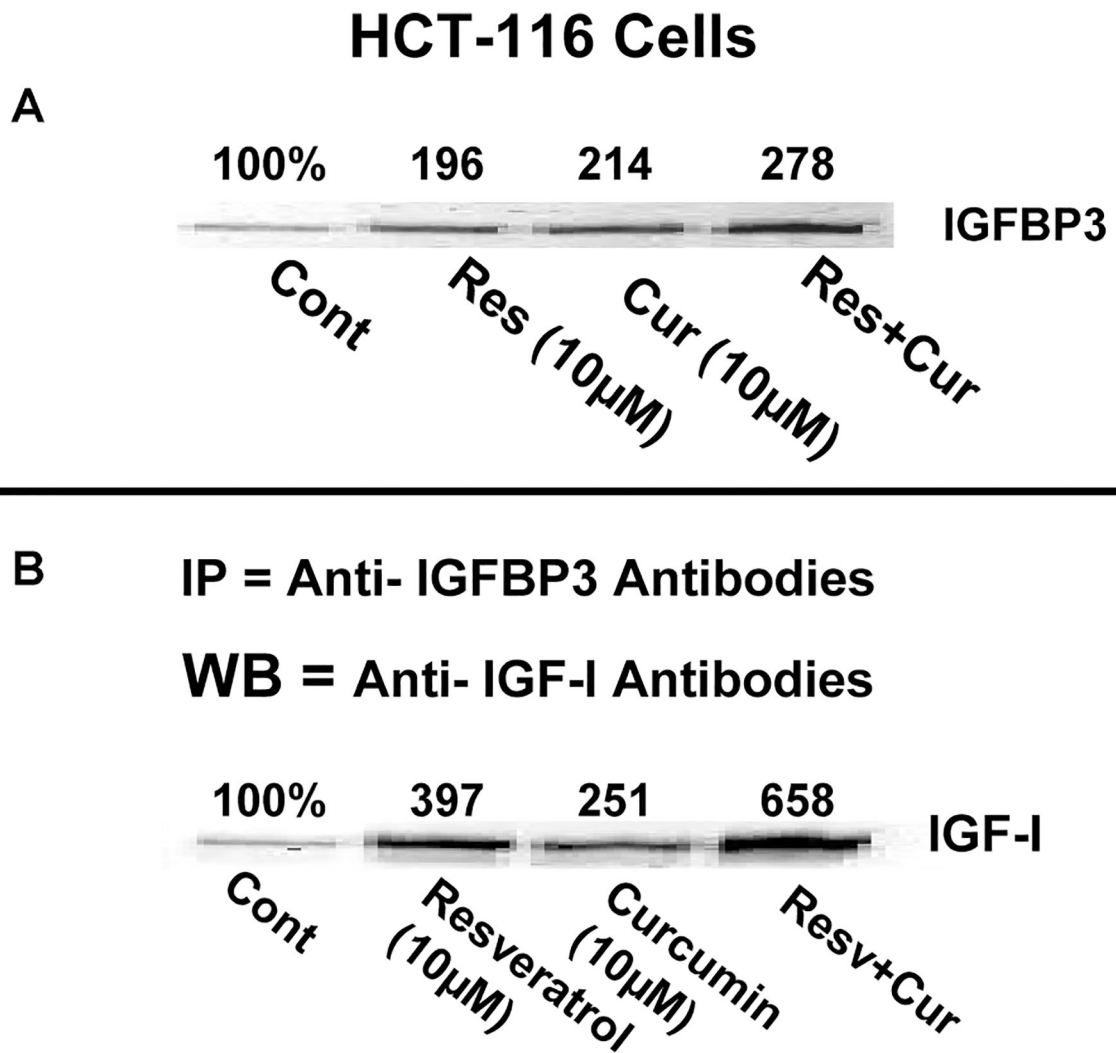 HCT-116 Cells
A
100% 196 214 278
IGFBP3
Cont
Res (10µM)
Cur (10µM)
Res+Cur
B
IP = Anti- IGFBP3 Antibodies
WB = Anti- IGF-I Antibodies
100% 397 251 658
IGF-I
Cont
Resveratrol
(10µM)
Curcumin
(10µM)
Resv+Cur